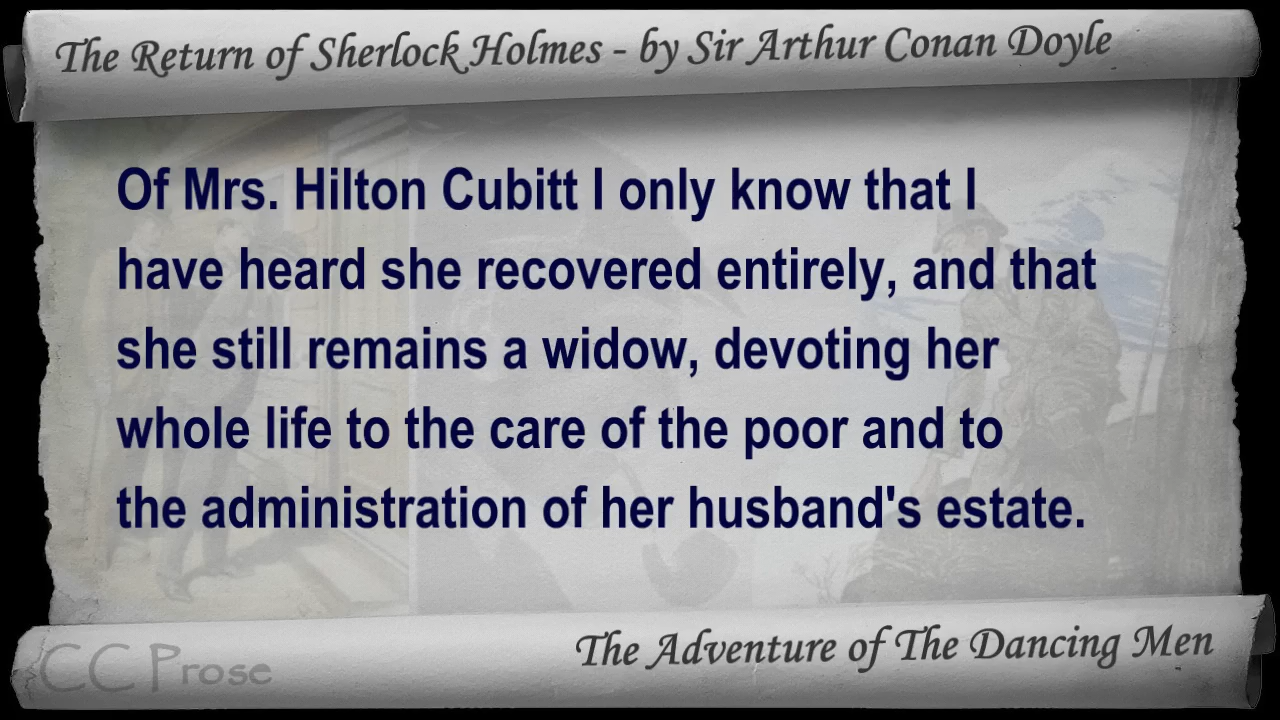 The Return of Sherlock Holmes - by Sir Arthur Conan Doyle
Of Mrs. Hilton Cubitt I only know that I
have heard she recovered entirely, and that
she still remains a widow, devoting her
whole life to the care of the poor and to
the administration of her husband's estate.
The Adventure of The Dancing Men
CC Prose